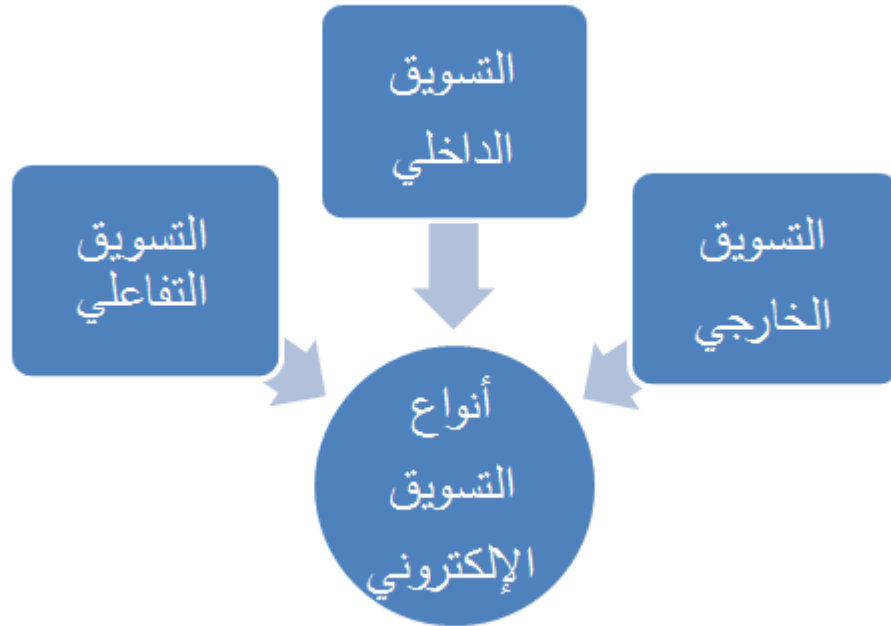 التسويق
الداخلي
التسويق
الخارجي
التسويق
التفاعلي
أنواع
التسويق
الإلكتروني